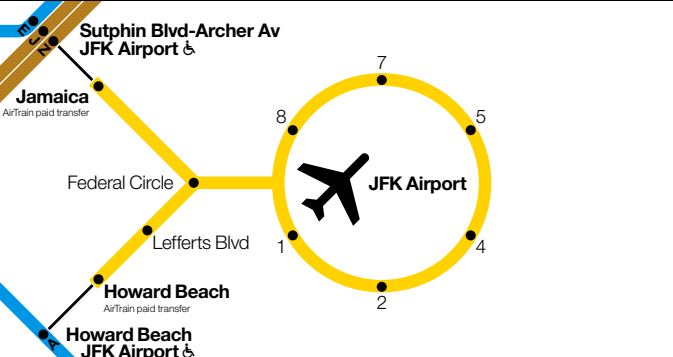 E
J
Z
Sutphin Blvd-Archer Av
JFK Airport
Jamaica
AirTrain paid transfer
7
8
5
Federal Circle
JFK Airport
Lefferts Blvd
1
4
Howard Beach
AirTrain paid transfer
2
Howard Beach
JFK Airport
A